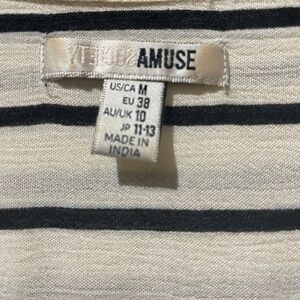 AMUSE
US/CA M
EU 38
AU/UK 10
JP 11-13
MADE IN
INDIA